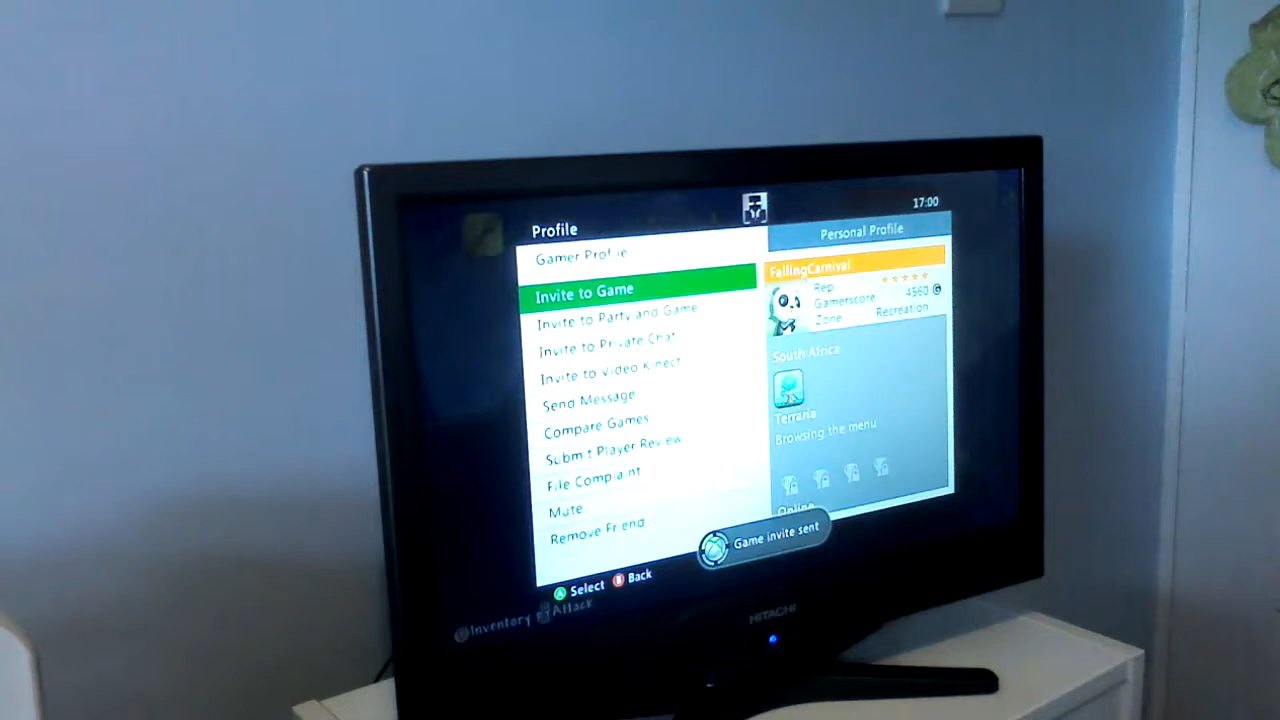 17:00
Profile
Personal Profile
Gamer Profile
FallingCarnival
Invite to Game
Rep
Gamerscore 4560 G
Zone Recreation
Invite to Party and Game
Invite to Private Chat
South Africa
Invite to Video Kinect
Send Message
Terraria
Compare Games
Browsing the menu
Submit Player Review
File Complaint
Mute
Online
Remove Friend
Game invite sent
A Select B Back
Inventory Attack
HITACHI